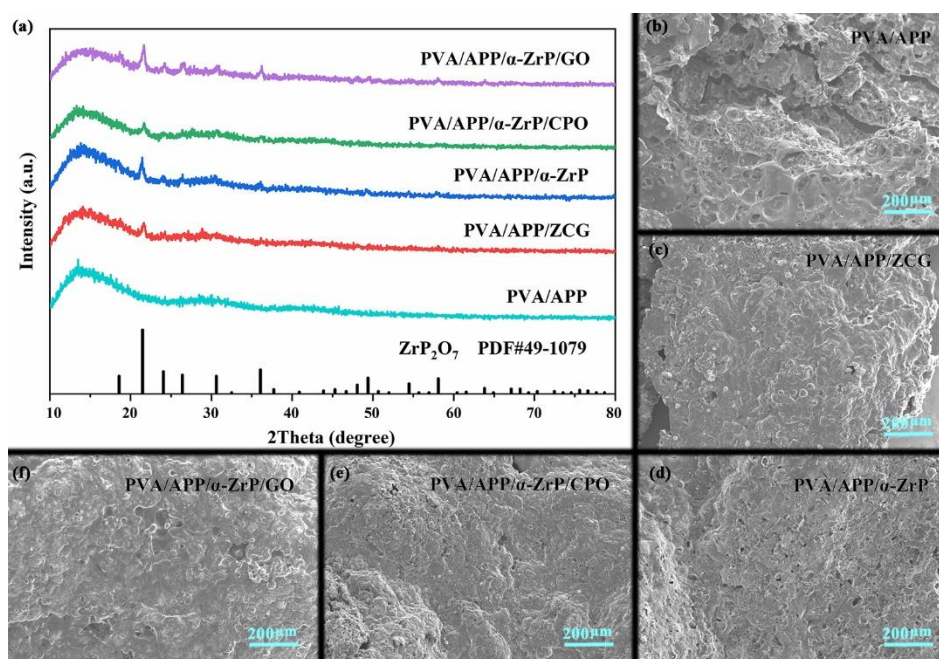 (a)
PVA/APP/α-ZrP/GO
PVA/APP/α-ZrP/CPO
PVA/APP/α-ZrP
PVA/APP/ZCG
PVA/APP
ZrP₂O₇ PDF#49-1079
Intensity (a.u.)
10 20 30 40 50 60 70 80
2Theta (degree)
(b)
PVA/APP
200μm
(c)
PVA/APP/ZCG
200μm
(f)
PVA/APP/α-ZrP/GO
200μm
(e)
PVA/APP/α-ZrP/CPO
200μm
(d)
PVA/APP/α-ZrP
200μm